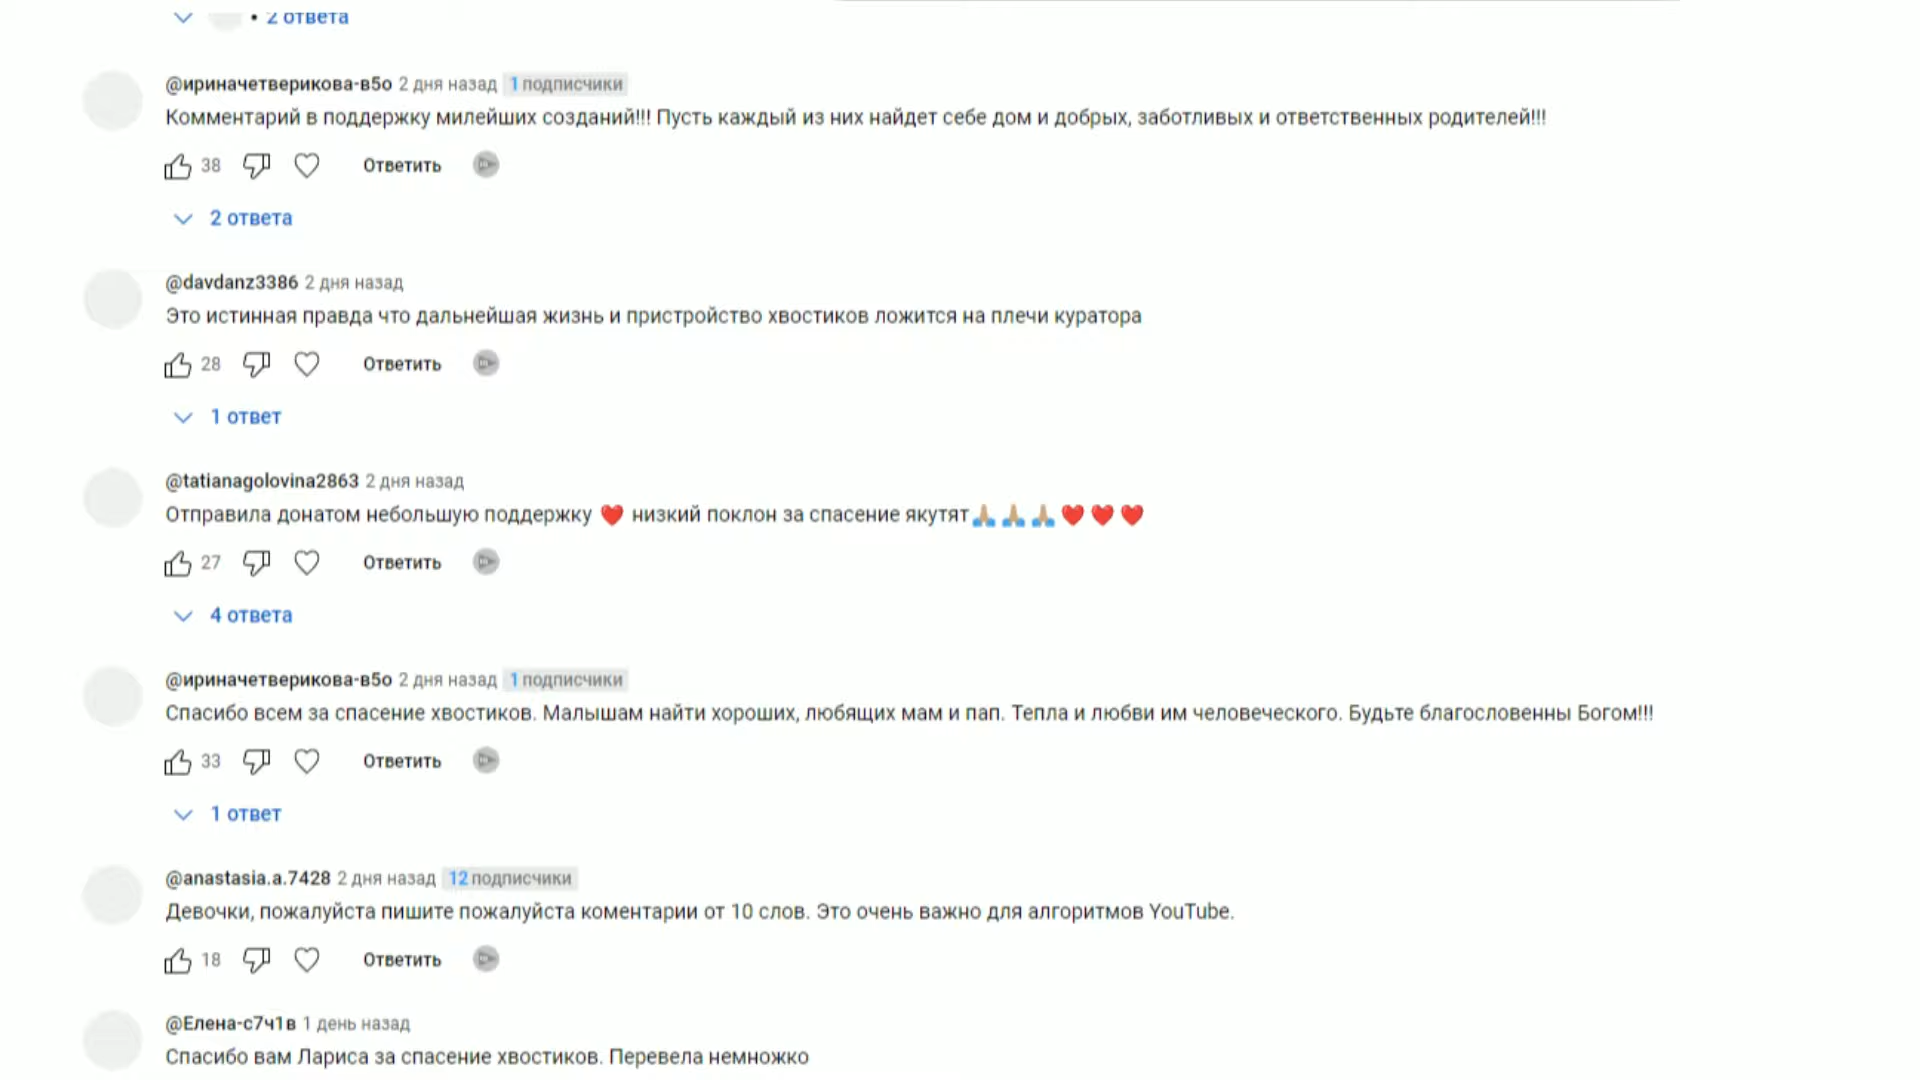 • 2 ответа
@ириначетверикова-в5о 2 дня назад 1 подписчики
Комментарий в поддержку милейших созданий!!! Пусть каждый из них найдет себе дом и добрых, заботливых и ответственных родителей!!!
38 Ответить
2 ответа
@davdanz3386 2 дня назад
Это истинная правда что дальнейшая жизнь и пристройство хвостиков ложится на плечи куратора
28 Ответить
1 ответ
@tatianagolovina2863 2 дня назад
Отправила донатом небольшую поддержку ❤️ низкий поклон за спасение якутят🙏🏼🙏🏼🙏🏼❤️❤️❤️
27 Ответить
4 ответа
@ириначетверикова-в5о 2 дня назад 1 подписчики
Спасибо всем за спасение хвостиков. Малышам найти хороших, любящих мам и пап. Тепла и любви им человеческого. Будьте благословенны Богом!!!
33 Ответить
1 ответ
@anastasia.a.7428 2 дня назад 12 подписчики
Девочки, пожалуйста пишите пожалуйста коментарии от 10 слов. Это очень важно для алгоритмов YouTube.
18 Ответить
@Елена-с7ч1в 1 день назад
Спасибо вам Лариса за спасение хвостиков. Перевела немножко